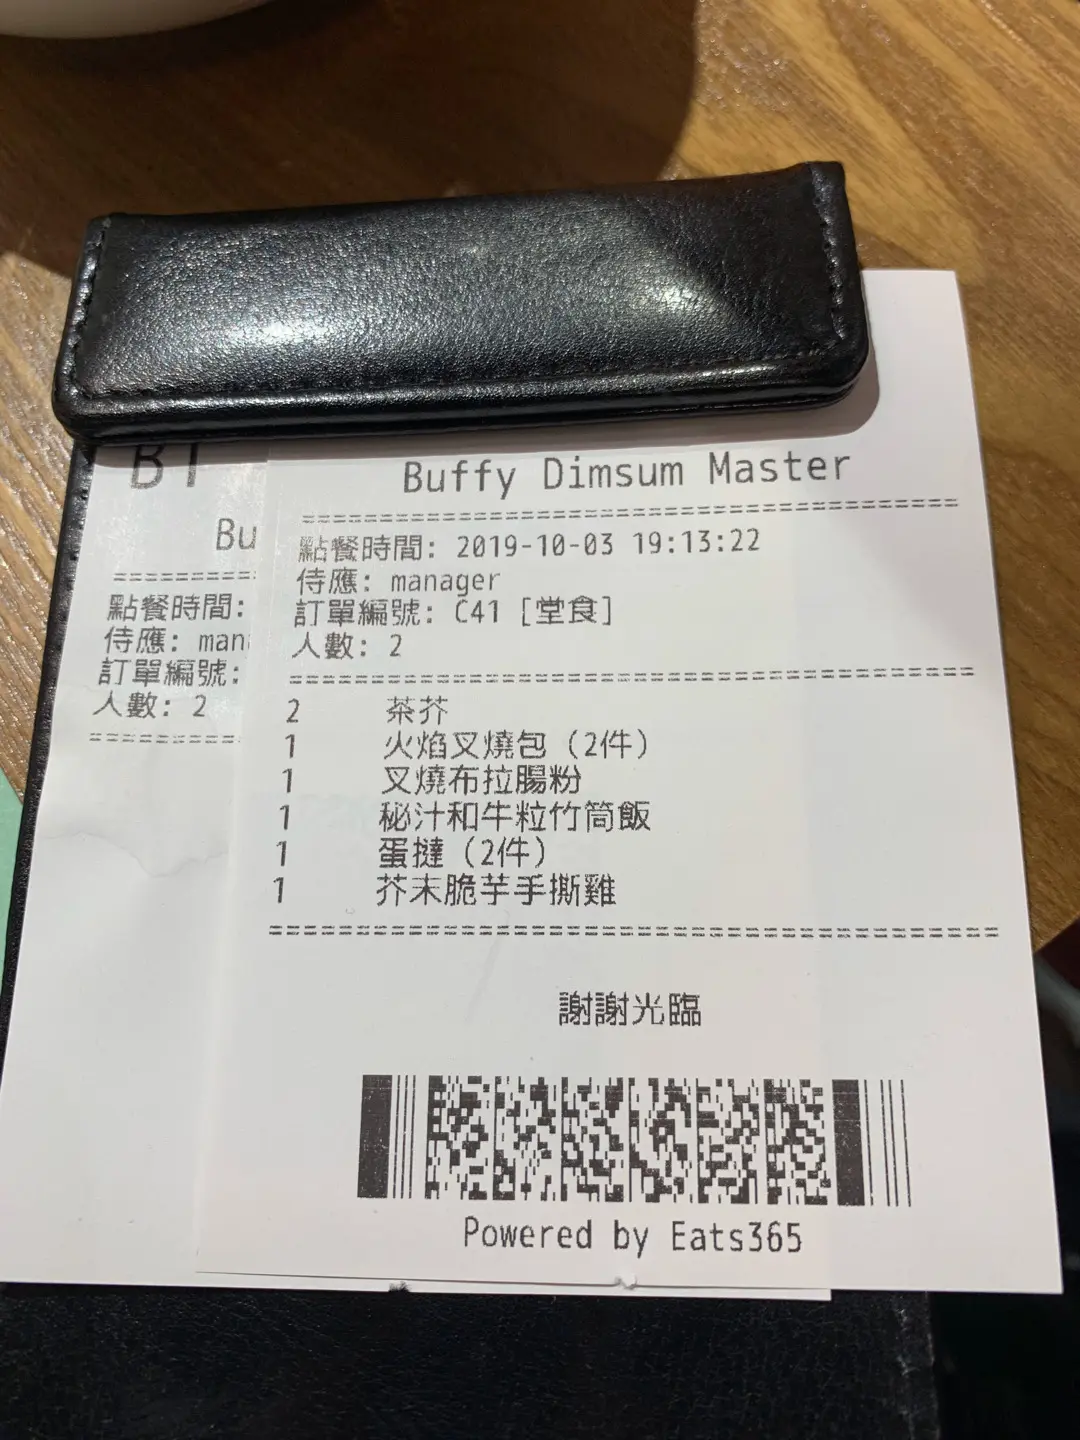 B1
Bu
點餐時間:
侍應: man
訂單編號:
人數: 2
Buffy Dimsum Master
點餐時間: 2019-10-03 19:13:22
侍應: manager
訂單編號: C41 [堂食]
人數: 2
2 茶芥
1 火焰叉燒包 (2件)
1 叉燒布拉腸粉
1 秘汁和牛粒竹筒飯
1 蛋撻 (2件)
1 芥末脆芋手撕雞
謝謝光臨
Powered by Eats365